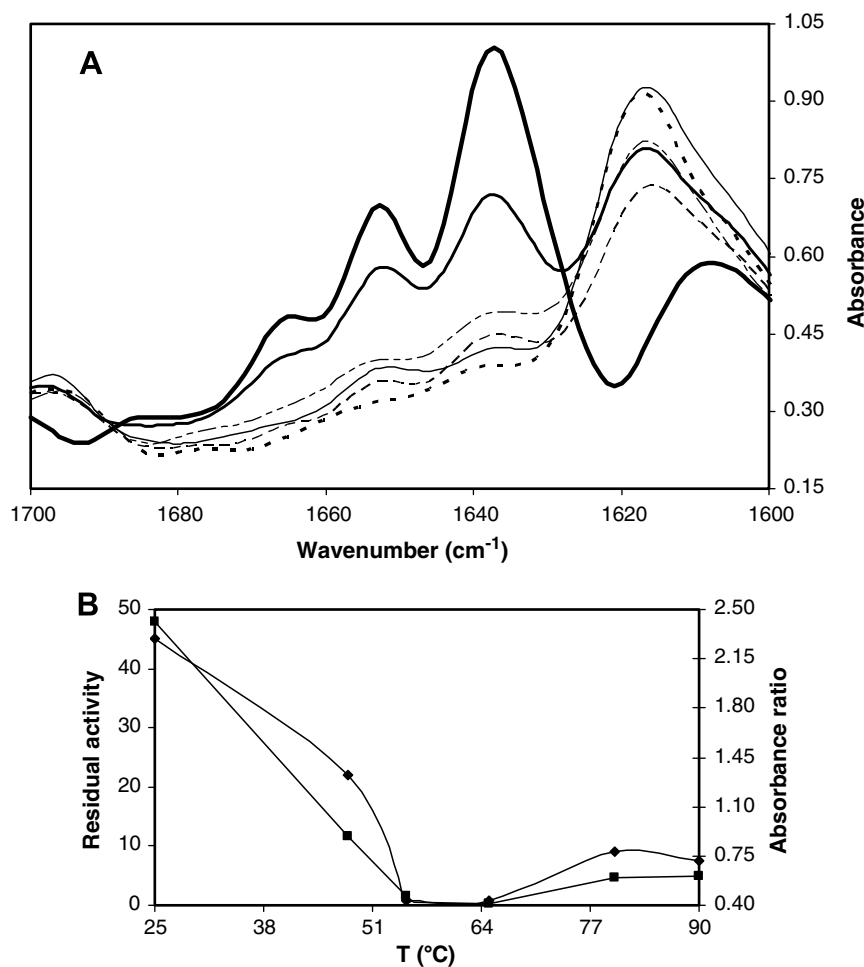 A
1.05
0.90
0.75
0.60
0.45
0.30
0.15
Absorbance
1700 1680 1660 1640 1620 1600
Wavenumber (cm⁻¹)
B
50
40
30
20
10
0
Residual activity
2.50
2.15
1.80
1.45
1.10
0.75
0.40
Absorbance ratio
25 38 51 64 77 90
T (°C)